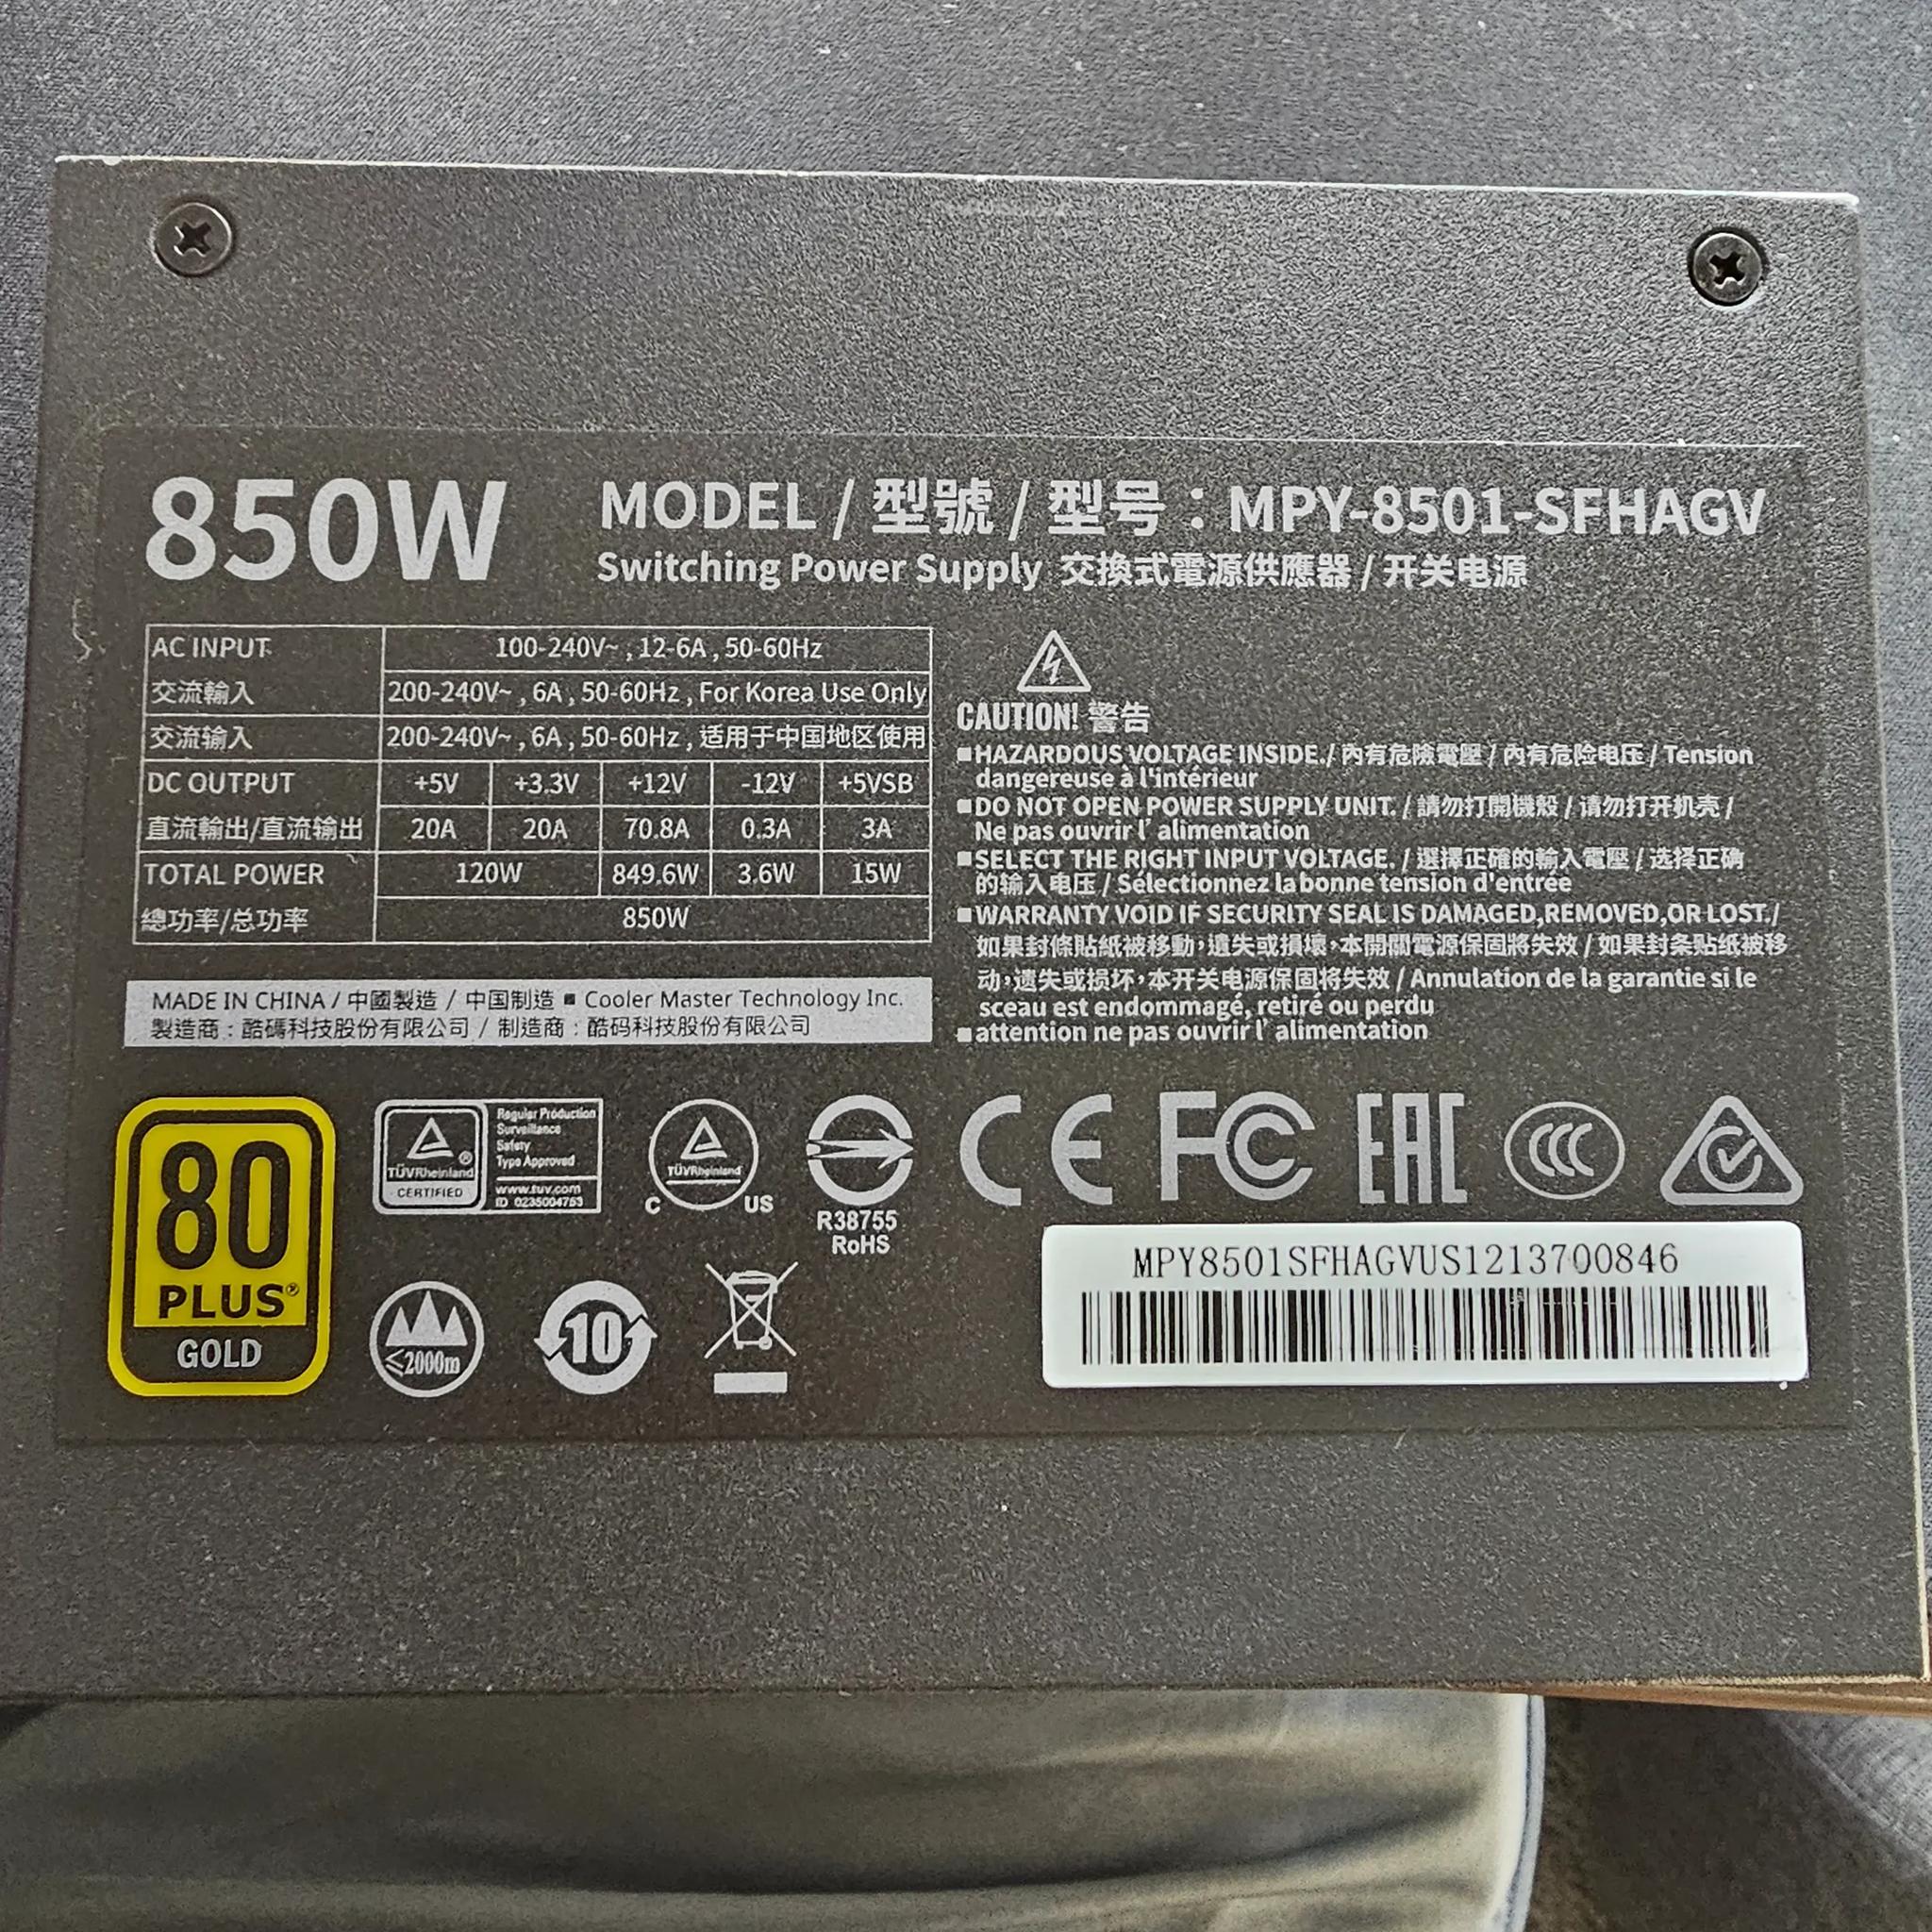 850W
MODEL / 型號 / 型号：MPY-8501-SFHAGV
Switching Power Supply 交換式電源供應器 / 开关电源
AC INPUT 100-240V~ , 12-6A , 50-60Hz
交流輸入 200-240V~ , 6A , 50-60Hz , For Korea Use Only
交流输入 200-240V~ , 6A , 50-60Hz , 适用于中国地区使用
DC OUTPUT +5V +3.3V +12V -12V +5VSB
直流輸出/直流输出 20A 20A 70.8A 0.3A 3A
TOTAL POWER 120W 849.6W 3.6W 15W
總功率/总功率 850W
MADE IN CHINA / 中國製造 / 中国制造 ■ Cooler Master Technology Inc.
製造商 : 酷碼科技股份有限公司 / 制造商 : 酷码科技股份有限公司
CAUTION! 警告
■HAZARDOUS VOLTAGE INSIDE./ 內有危險電壓 / 內有危险电压 / Tension
dangereuse à l'intérieur
■DO NOT OPEN POWER SUPPLY UNIT. / 請勿打開機殼 / 请勿打开机壳 /
Ne pas ouvrir l' alimentation
■SELECT THE RIGHT INPUT VOLTAGE. / 選擇正確的輸入電壓 / 选择正确
的输入电压 / Sélectionnez la bonne tension d'entrée
■WARRANTY VOID IF SECURITY SEAL IS DAMAGED,REMOVED,OR LOST./
如果封條貼紙被移動，遺失或損壞，本開關電源保固將失效 / 如果封条贴纸被移
动，遗失或损坏，本开关电源保固将失效 / Annulation de la garantie si le
sceau est endommagé, retiré ou perdu
■attention ne pas ouvrir l' alimentation
80
PLUS®
GOLD
TÜVRheinland®
CERTIFIED
Regular Production
Surveillance
Safety
Type Approved
www.tuv.com
ID 0235004753
TÜVRheinland
C US
R38755
RoHS
CE
FC
EAC
CCC
≤2000m
10
MPY8501SFHAGVUS1213700846